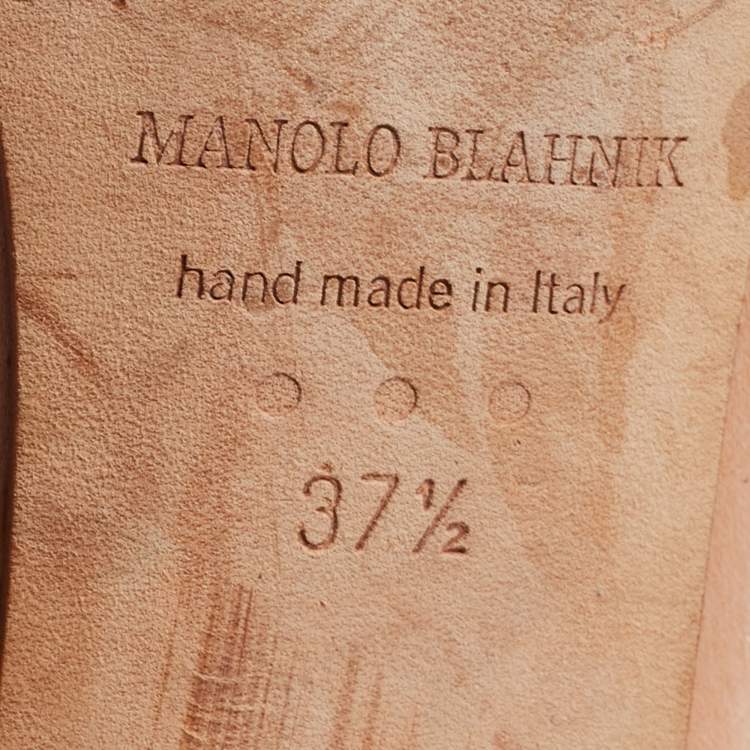 MANOLO BLAHNIK
hand made in Italy
37½